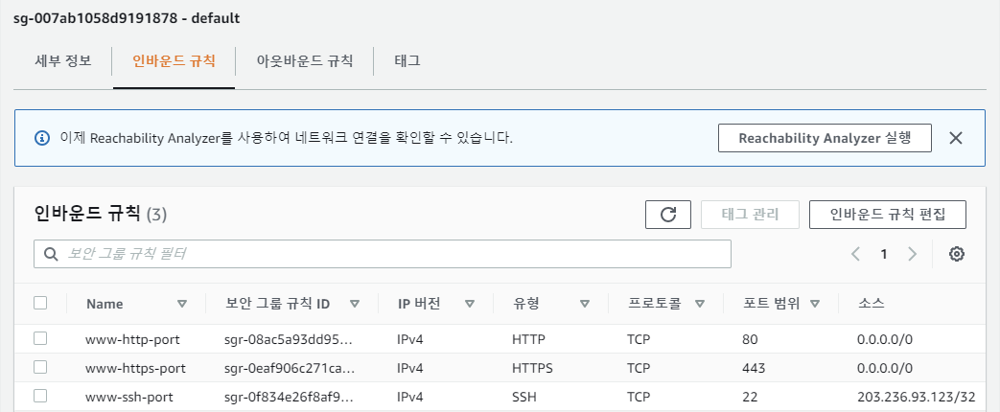 sg-007ab1058d9191878 - default
세부 정보 인바운드 규칙 아웃바운드 규칙 태그
이제 Reachability Analyzer를 사용하여 네트워크 연결을 확인할 수 있습니다. Reachability Analyzer 실행
인바운드 규칙 (3) 태그 관리 인바운드 규칙 편집
보안 그룹 규칙 필터 1
Name 보안 그룹 규칙 ID IP 버전 유형 프로토콜 포트 범위 소스
www-http-port sgr-08ac5a93dd95... IPv4 HTTP TCP 80 0.0.0.0/0
www-https-port sgr-0eaf906c271ca... IPv4 HTTPS TCP 443 0.0.0.0/0
www-ssh-port sgr-0f834e26f8af9... IPv4 SSH TCP 22 203.236.93.123/32